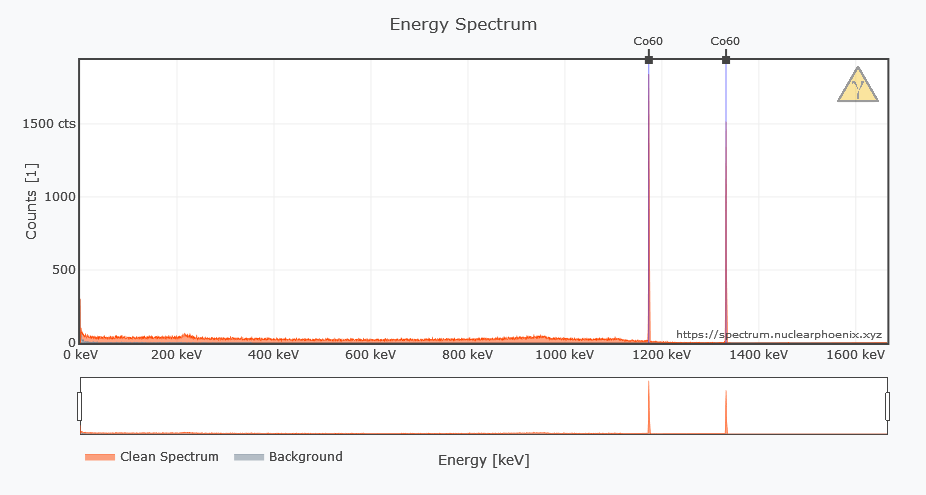 Energy Spectrum
Co60 Co60
γ
1500 cts
1000
500
0
Counts [1]
https://spectrum.nuclearphoenix.xyz
0 keV 200 keV 400 keV 600 keV 800 keV 1000 keV 1200 keV 1400 keV 1600 keV
Clean Spectrum Background
Energy [keV]